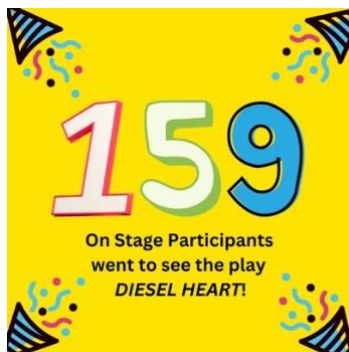 159
On Stage Participants
went to see the play
DIESEL HEART!